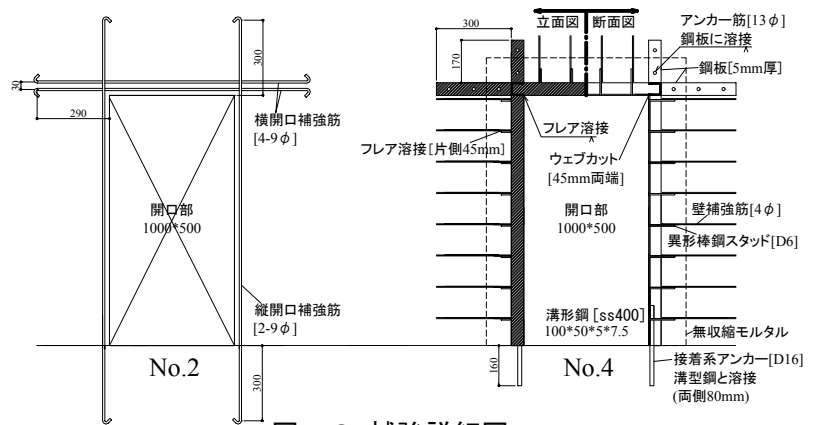 300
30
290
横開口補強筋
[4-9φ]
開口部
1000*500
縦開口補強筋
[2-9φ]
No.2
300
300
170
立面図
断面図
アンカー筋[13φ]
鋼板に溶接
鋼板[5mm厚]
フレア溶接
フレア溶接[片側45mm]
ウェブカット
[45mm両端]
開口部
1000*500
壁補強筋[4φ]
異形棒鋼スタッド[D6]
溝形鋼[ss400]
100*50*5*7.5
無収縮モルタル
160
No.4
接着系アンカー[D16]
溝型鋼と溶接
(両側80mm)